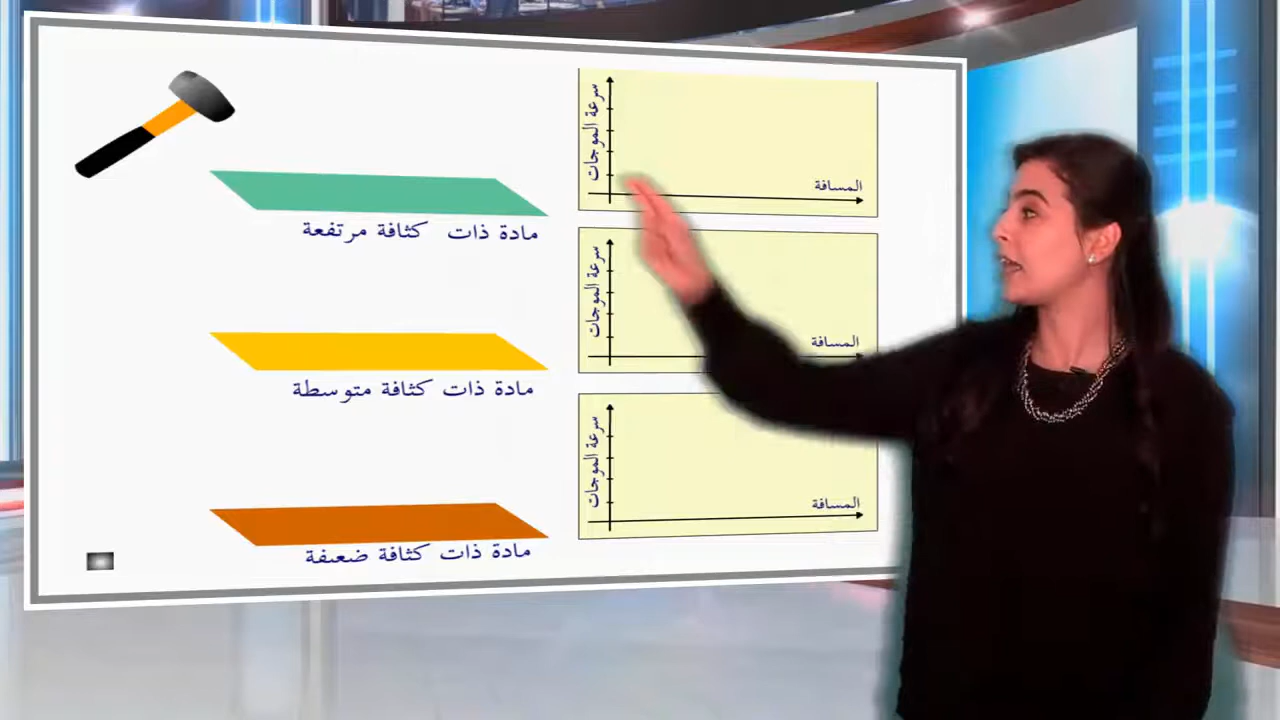 سرعة الموجات
المسافة
مادة ذات كثافة مرتفعة
سرعة الموجات
المسافة
مادة ذات كثافة متوسطة
سرعة الموجات
المسافة
مادة ذات كثافة ضعيفة